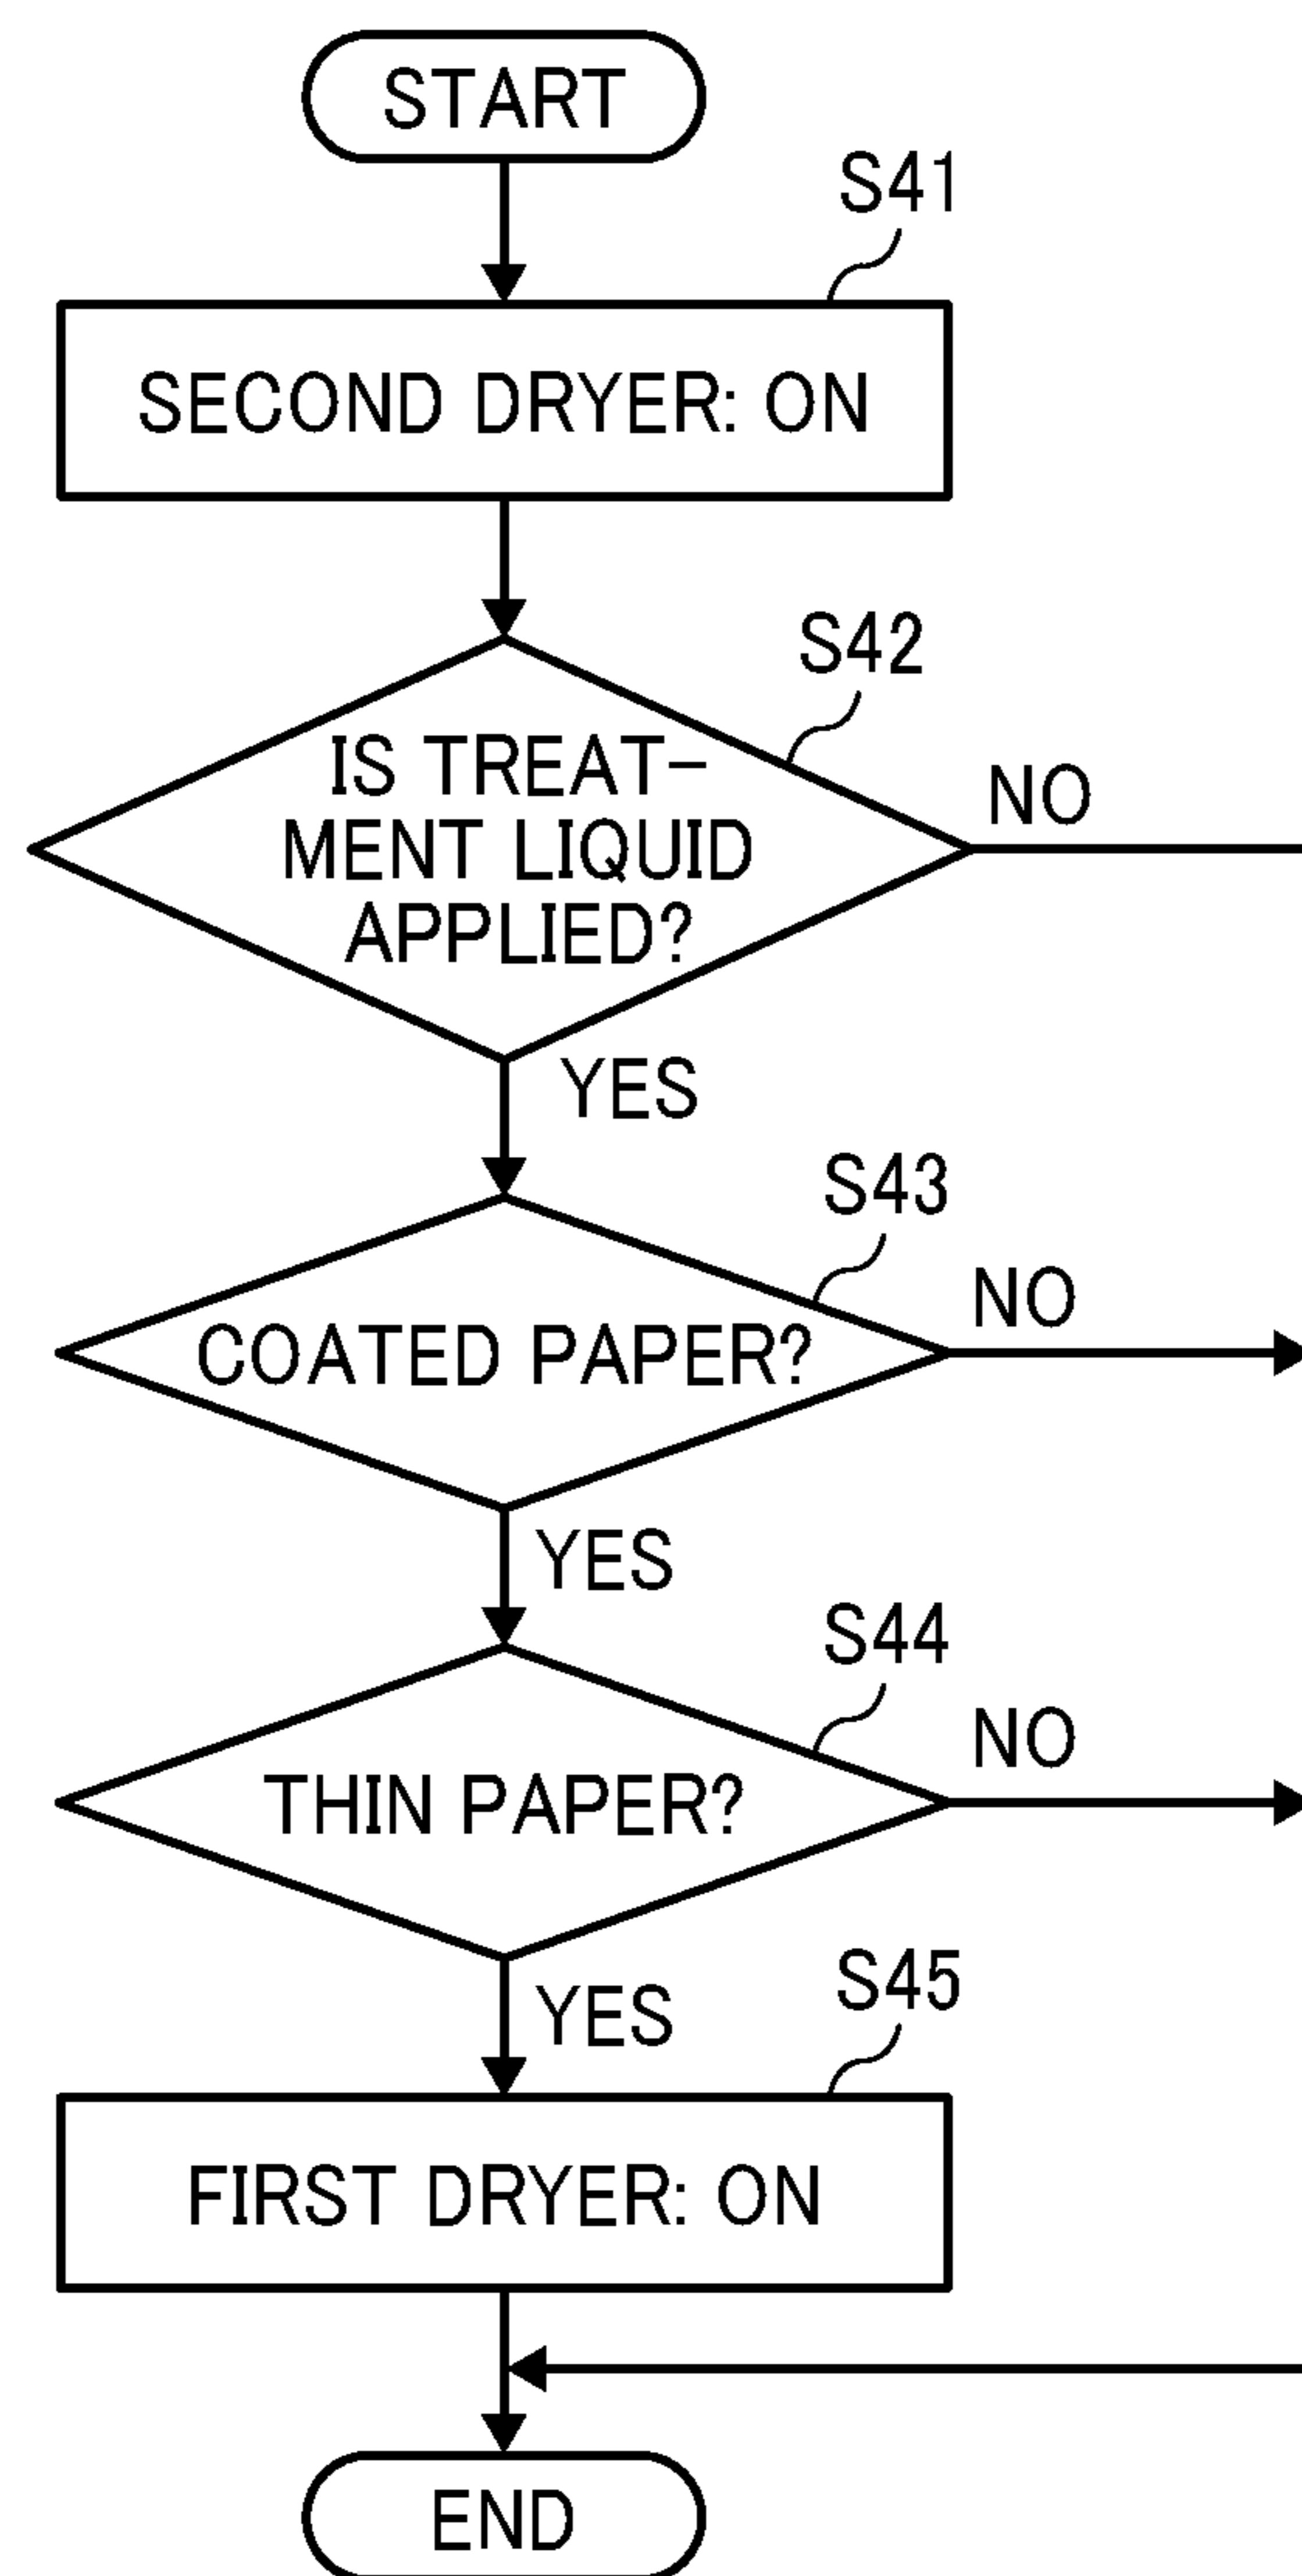 START
S41
SECOND DRYER: ON
S42
IS TREAT-
MENT LIQUID
APPLIED?
NO
YES
S43
COATED PAPER?
NO
YES
S44
THIN PAPER?
NO
YES
S45
FIRST DRYER: ON
END